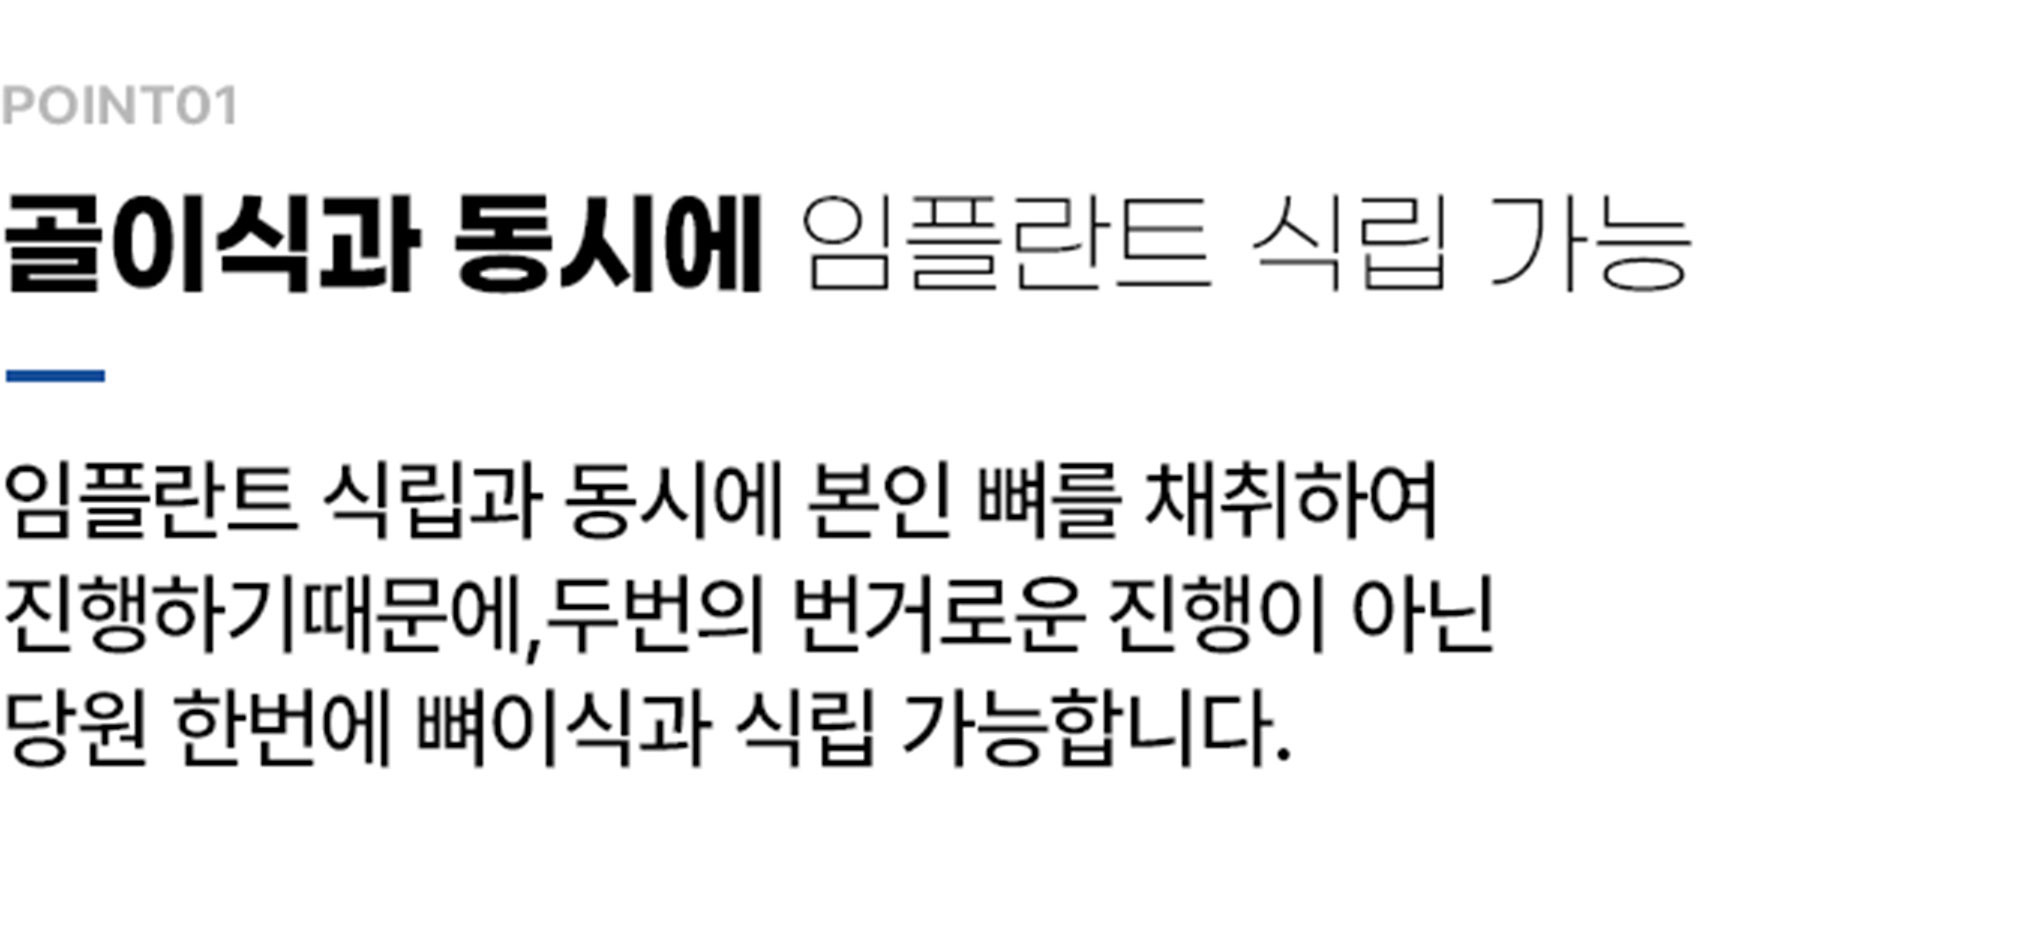 POINT01
골이식과 동시에 임플란트 식립 가능
임플란트 식립과 동시에 본인 뼈를 채취하여
진행하기때문에,두번의 번거로운 진행이 아닌
당원 한번에 뼈이식과 식립 가능합니다.